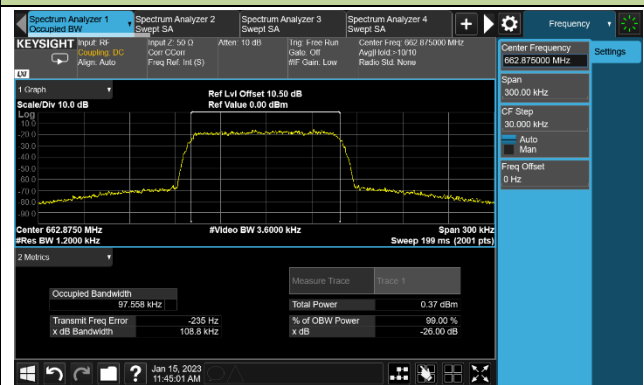 Spectrum Analyzer 1
Occupied BW
Spectrum Analyzer 2
Swept SA
Spectrum Analyzer 3
Swept SA
Spectrum Analyzer 4
Swept SA
Frequency
KEYSIGHT
Input: RF
Coupling: DC
Align: Auto
Input Z: 50 Ω
Corr CCorr
Freq Ref: Int (S)
Atten: 10 dB
Trig: Free Run
Gate: Off
#IF Gain: Low
Center Freq: 662.875000 MHz
Avg|Hold:>10/10
Radio Std: None
LXI
Center Frequency
662.875000 MHz
Settings
Span
300.00 kHz
CF Step
30.000 kHz
Auto
Man
Freq Offset
0 Hz
1 Graph
Scale/Div 10.0 dB
Ref Lvl Offset 10.50 dB
Ref Value 0.00 dBm
Log
-10.0
-20.0
-30.0
-40.0
-50.0
-60.0
-70.0
-80.0
-90.0
Center 662.8750 MHz
#Video BW 3.6000 kHz
Span 300 kHz
#Res BW 1.2000 kHz
Sweep 199 ms (2001 pts)
2 Metrics
Measure Trace
Trace 1
Occupied Bandwidth
97.558 kHz
Total Power
0.37 dBm
Transmit Freq Error
-235 Hz
% of OBW Power
99.00 %
x dB Bandwidth
108.8 kHz
x dB
-26.00 dB
?
Jan 15, 2023
11:45:01 AM